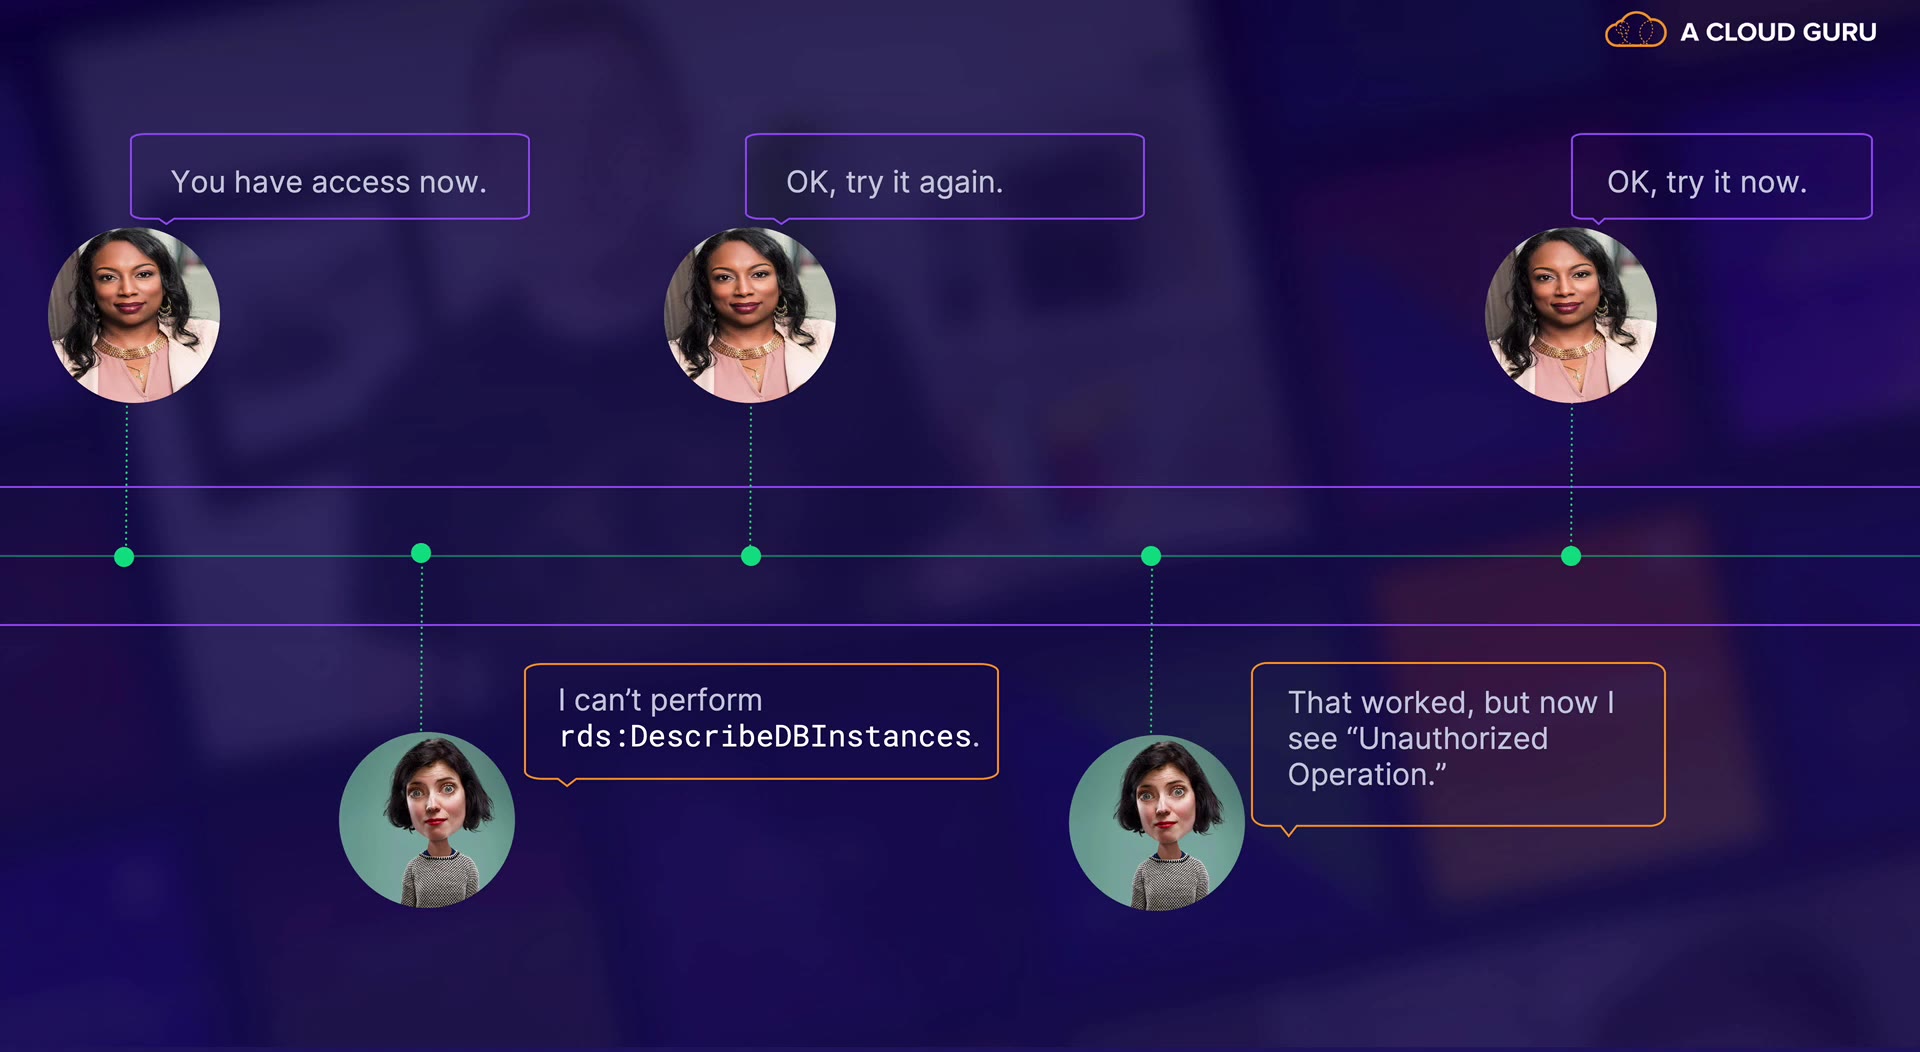 A CLOUD GURU
You have access now.
OK, try it again.
OK, try it now.
I can’t perform
rds:DescribeDBInstances.
That worked, but now I
see “Unauthorized
Operation.”